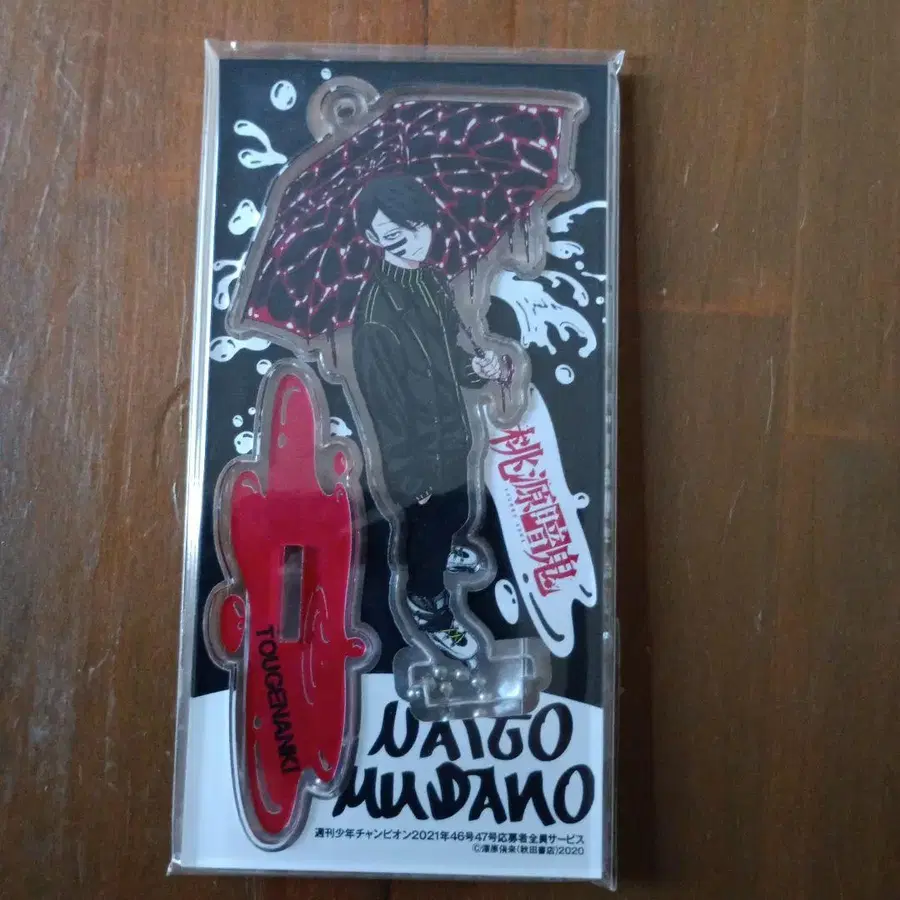 桃源暗鬼
TOUGENANKI
NAITO
MUDANO
週刊少年チャンピオン2021年46号47号応募者全員サービス
©漆原侑来(秋田書店)2020